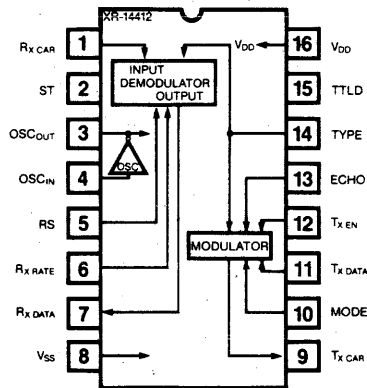 XR-14412
Rx CAR 1
ST 2
OSCOUT 3
OSCIN 4
RS 5
Rx RATE 6
Rx DATA 7
VSS 8
INPUT
DEMODULATOR
OUTPUT
OSC
VDD
MODULATOR
16 VDD
15 TTLD
14 TYPE
13 ECHO
12 Tx EN
11 Tx DATA
10 MODE
9 Tx CAR